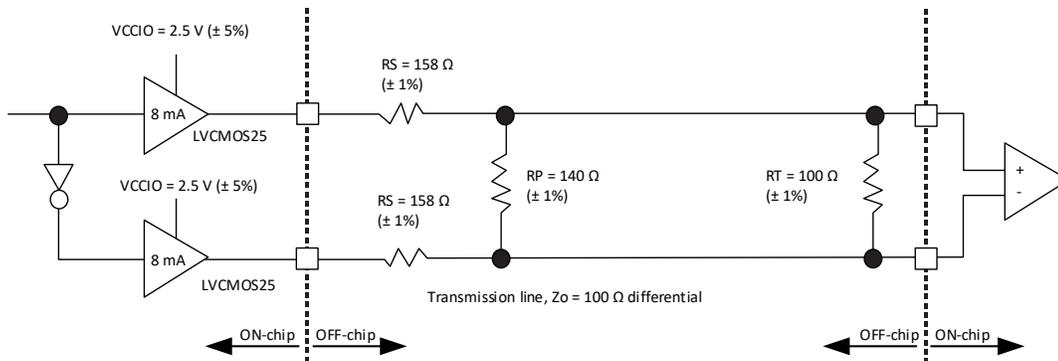 VCCIO = 2.5 V (± 5%)
8 mA
LVCMOS25
RS = 158 Ω
(± 1%)
VCCIO = 2.5 V (± 5%)
8 mA
LVCMOS25
RS = 158 Ω
(± 1%)
RP = 140 Ω
(± 1%)
RT = 100 Ω
(± 1%)
+
-
Transmission line, Zo = 100 Ω differential
ON-chip
OFF-chip
OFF-chip
ON-chip